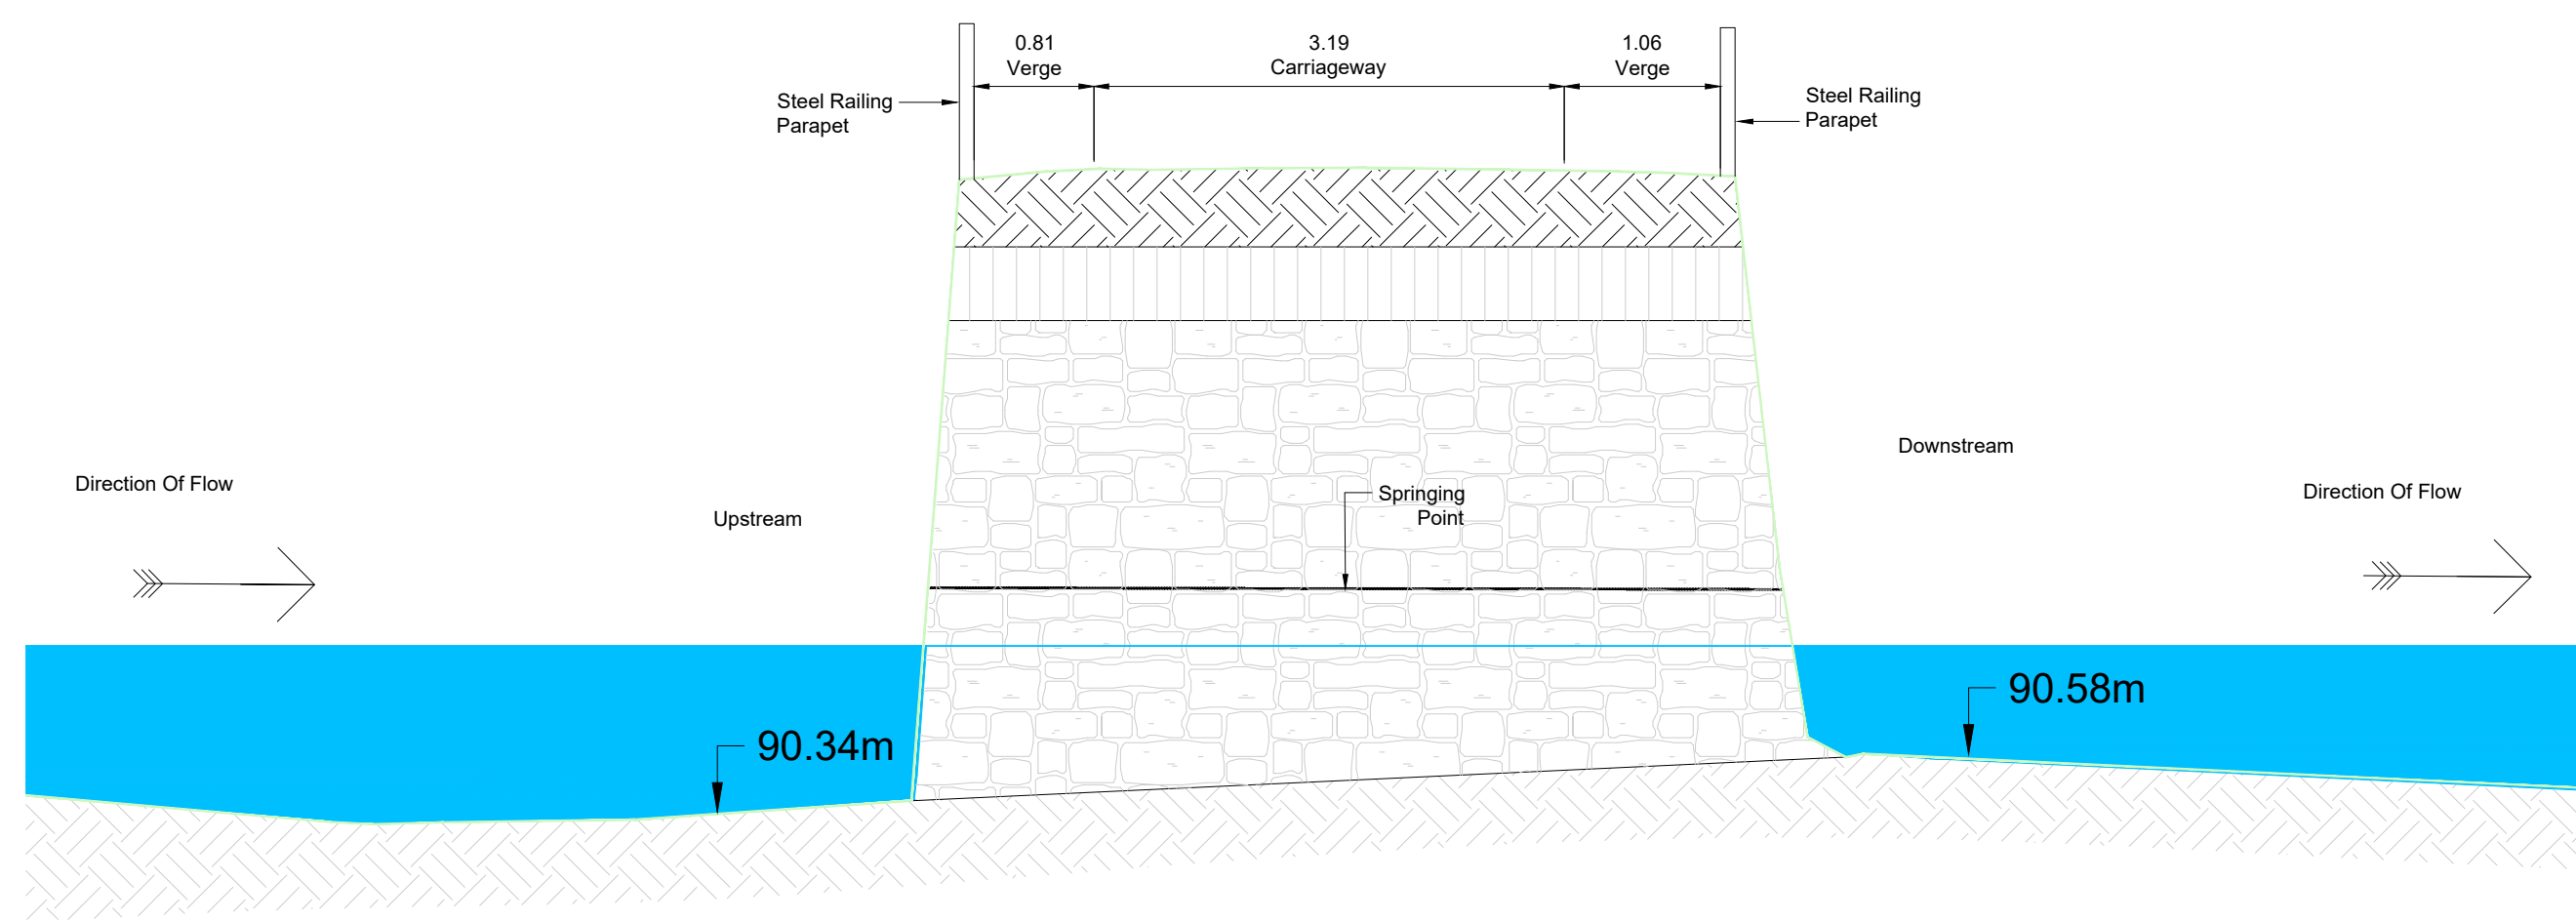 0.81
Verge
3.19
Carriageway
1.06
Verge
Steel Railing
Parapet
Steel Railing
Parapet
Downstream
Direction Of Flow
Direction Of Flow
Springing
Point
Upstream
90.58m
90.34m